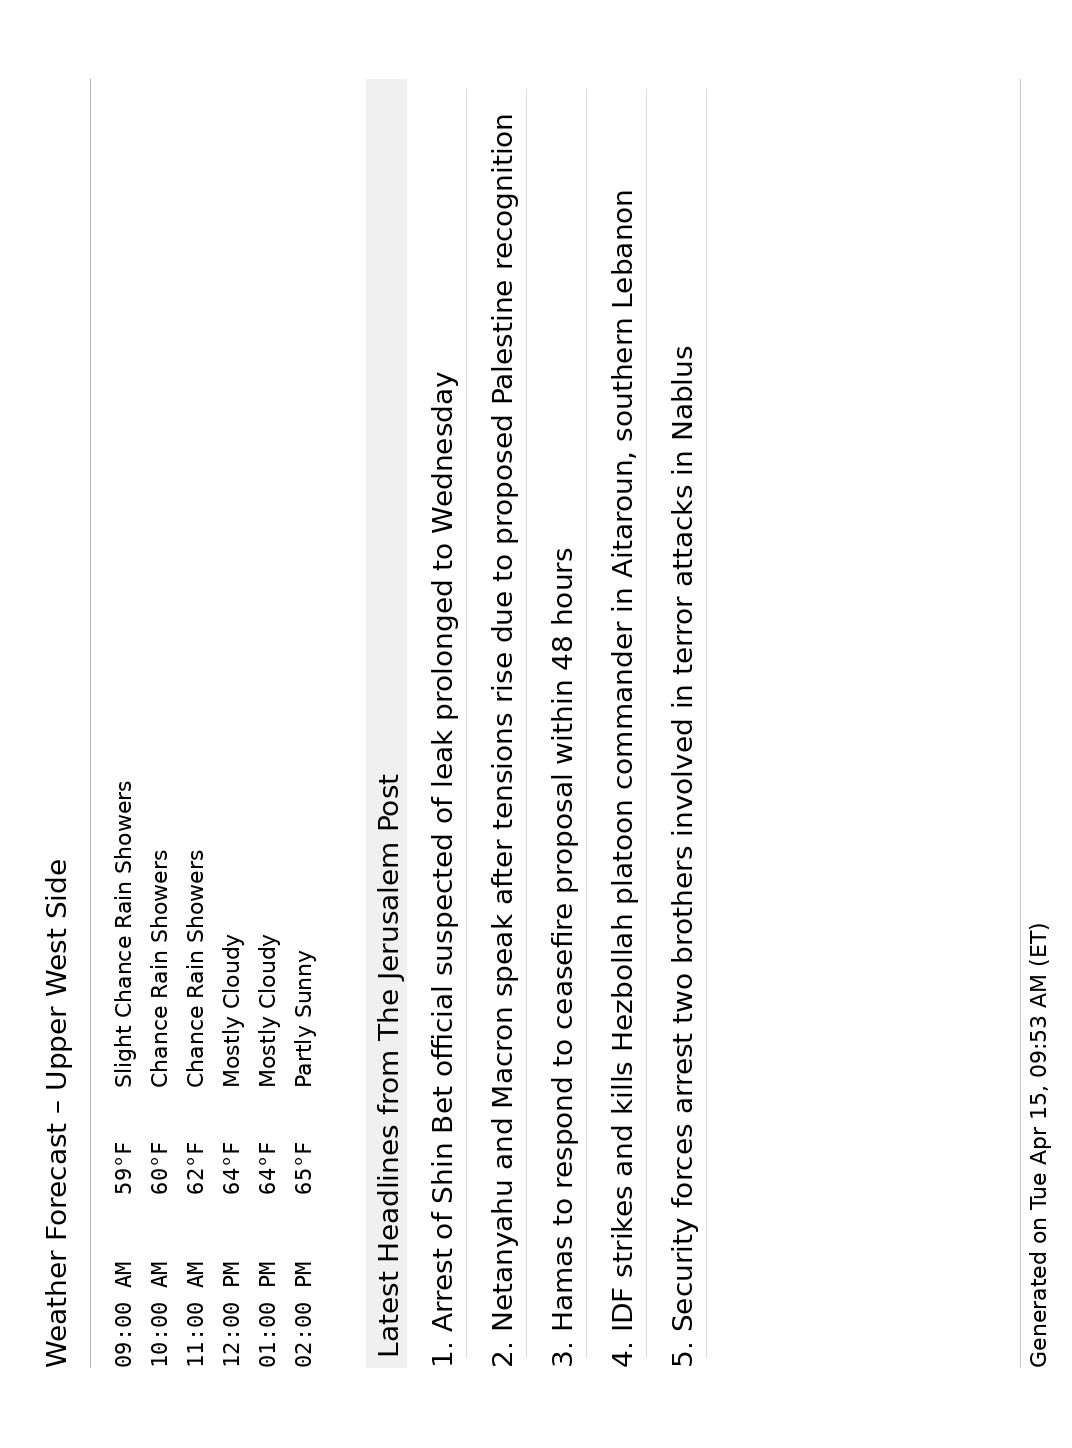 Weather Forecast – Upper West Side
09:00 AM 59°F Slight Chance Rain Showers
10:00 AM 60°F Chance Rain Showers
11:00 AM 62°F Chance Rain Showers
12:00 PM 64°F Mostly Cloudy
01:00 PM 64°F Mostly Cloudy
02:00 PM 65°F Partly Sunny
Latest Headlines from The Jerusalem Post
1. Arrest of Shin Bet official suspected of leak prolonged to Wednesday
2. Netanyahu and Macron speak after tensions rise due to proposed Palestine recognition
3. Hamas to respond to ceasefire proposal within 48 hours
4. IDF strikes and kills Hezbollah platoon commander in Aitaroun, southern Lebanon
5. Security forces arrest two brothers involved in terror attacks in Nablus
Generated on Tue Apr 15, 09:53 AM (ET)